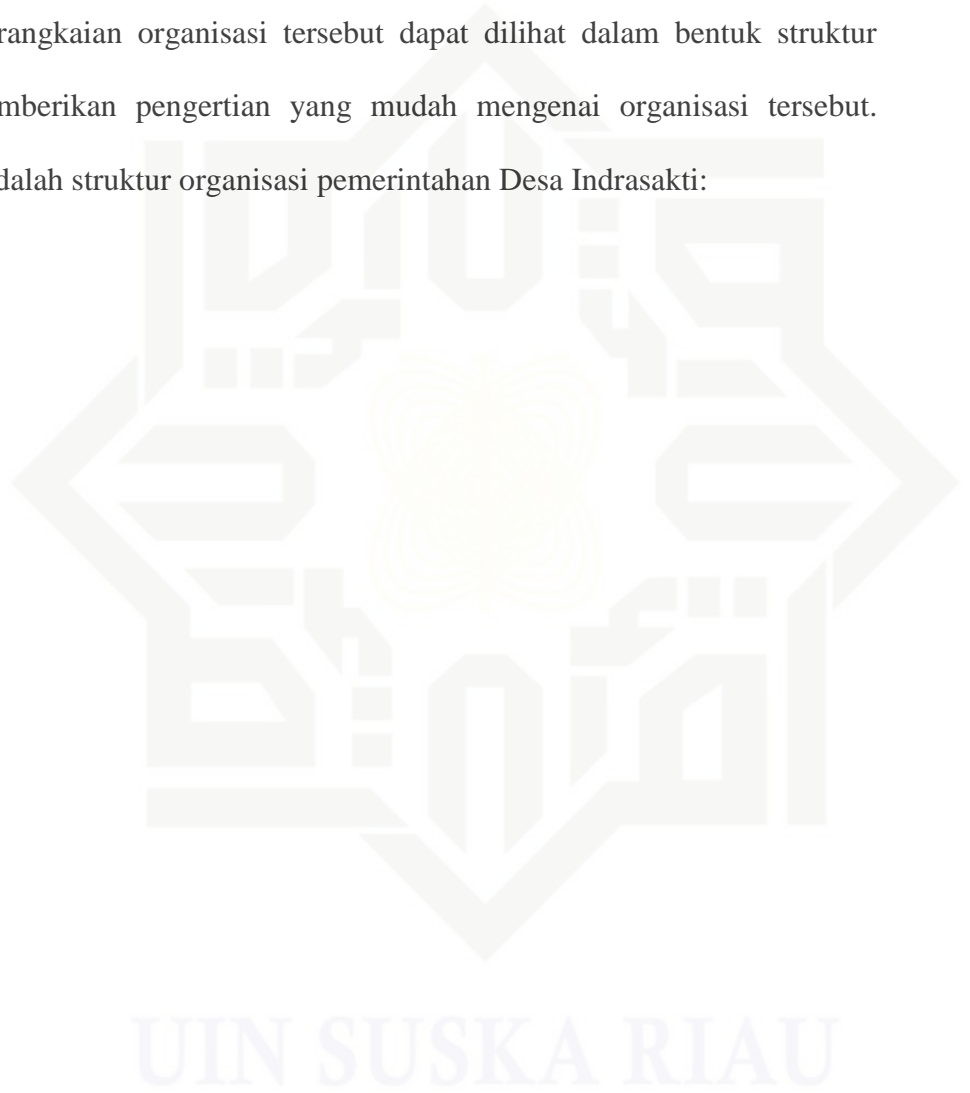 rangkaian organisasi tersebut dapat dilihat dalam bentuk struktur
mberikan pengertian yang mudah mengenai organisasi tersebut.
dalah struktur organisasi pemerintahan Desa Indrasakti:
UIN SUSKA RIAU